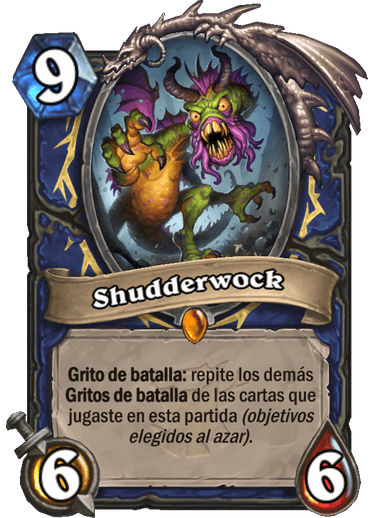 9
Shudderwock
Grito de batalla: repite los demás
Gritos de batalla de las cartas que
jugaste en esta partida (objetivos
elegidos al azar).
6
6